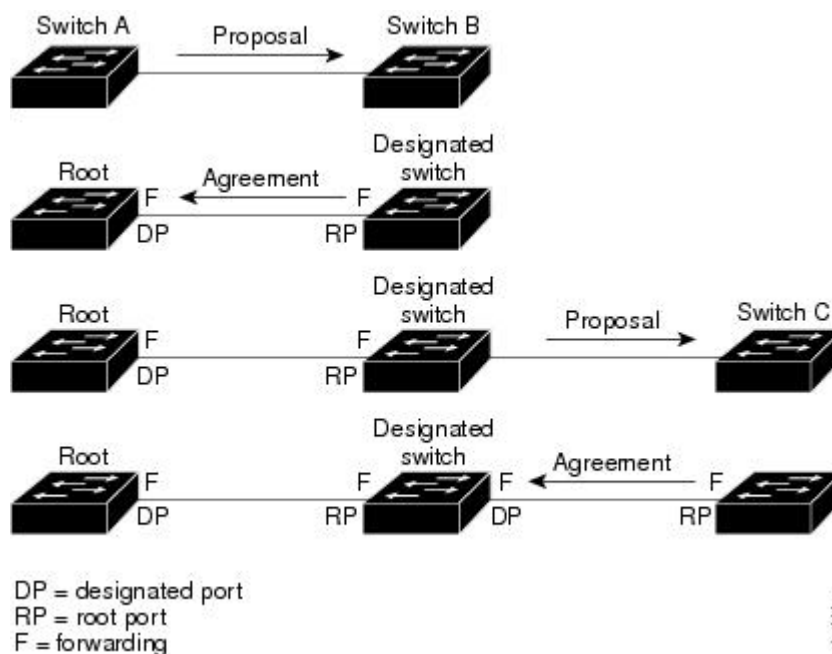 Switch A
Proposal
Switch B
Root
F
Agreement
F
Designated
switch
DP
RP
Root
F
F
Designated
switch
Proposal
Switch C
DP
RP
Root
F
F
Designated
switch
F
Agreement
F
DP
RP
DP
RP
DP = designated port
RP = root port
F = forwarding